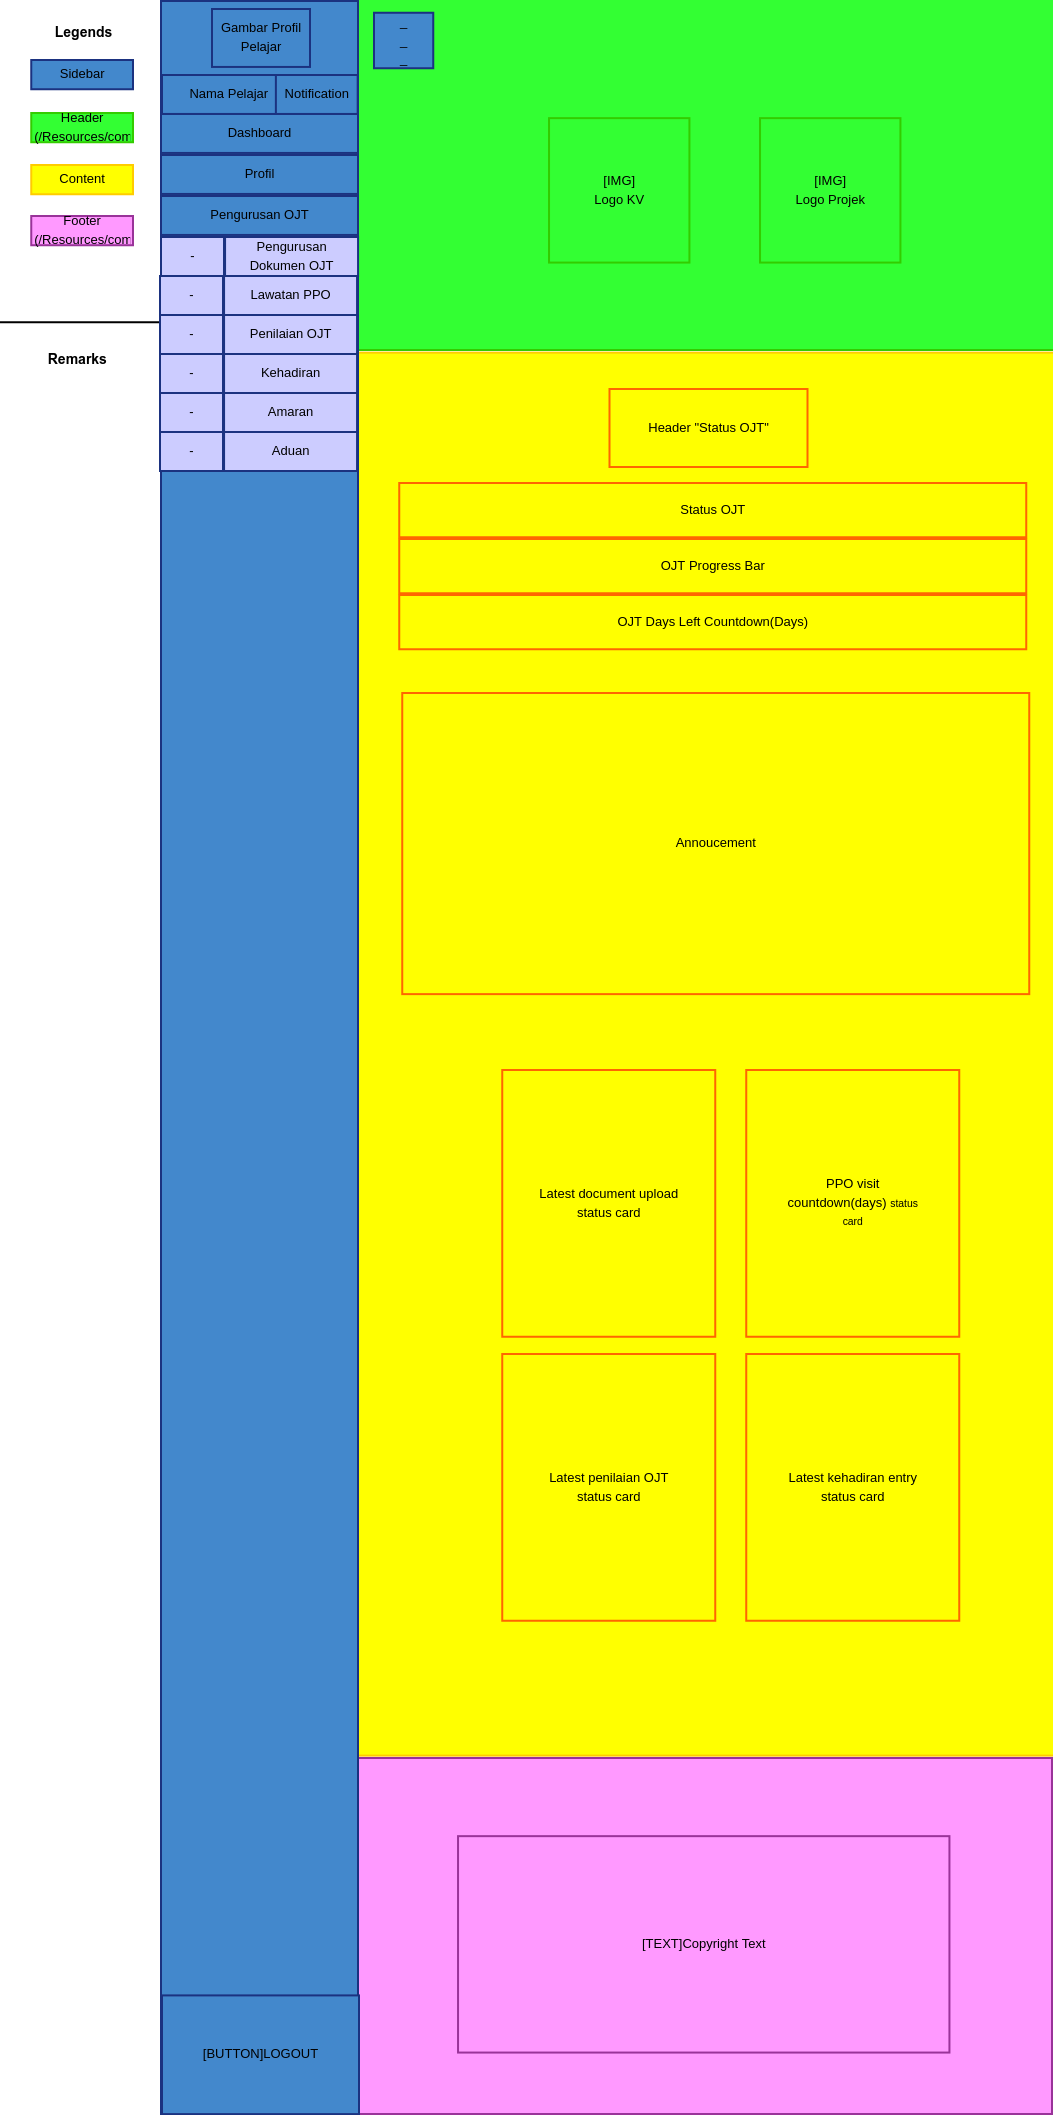 Legends
Sidebar
Header
(/Resources/com
Content
Footer
(/Resources/com
Remarks
Gambar Profil
Pelajar
Nama Pelajar
Notification
Dashboard
Profil
Pengurusan OJT
-
Pengurusan
Dokumen OJT
-
Lawatan PPO
-
Penilaian OJT
-
Kehadiran
-
Amaran
-
Aduan
[BUTTON]LOGOUT
_
_
_
[IMG]
Logo KV
[IMG]
Logo Projek
Header "Status OJT"
Status OJT
OJT Progress Bar
OJT Days Left Countdown(Days)
Annoucement
Latest document upload
status card
PPO visit
countdown(days) status
card
Latest penilaian OJT
status card
Latest kehadiran entry
status card
[TEXT]Copyright Text